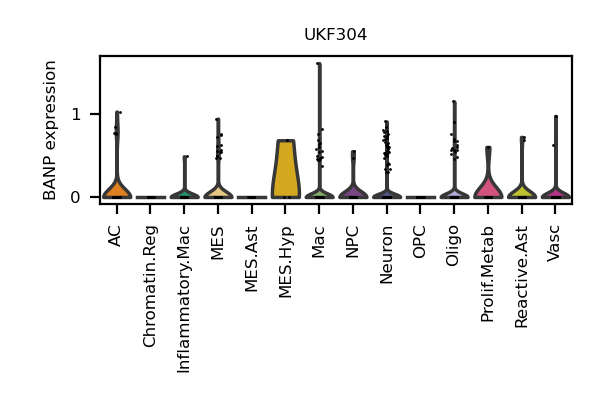 UKF304
BANP expression
1
0
AC
Chromatin.Reg
Inflammatory.Mac
MES
MES.Ast
MES.Hyp
Mac
NPC
Neuron
OPC
Oligo
Prolif.Metab
Reactive.Ast
Vasc